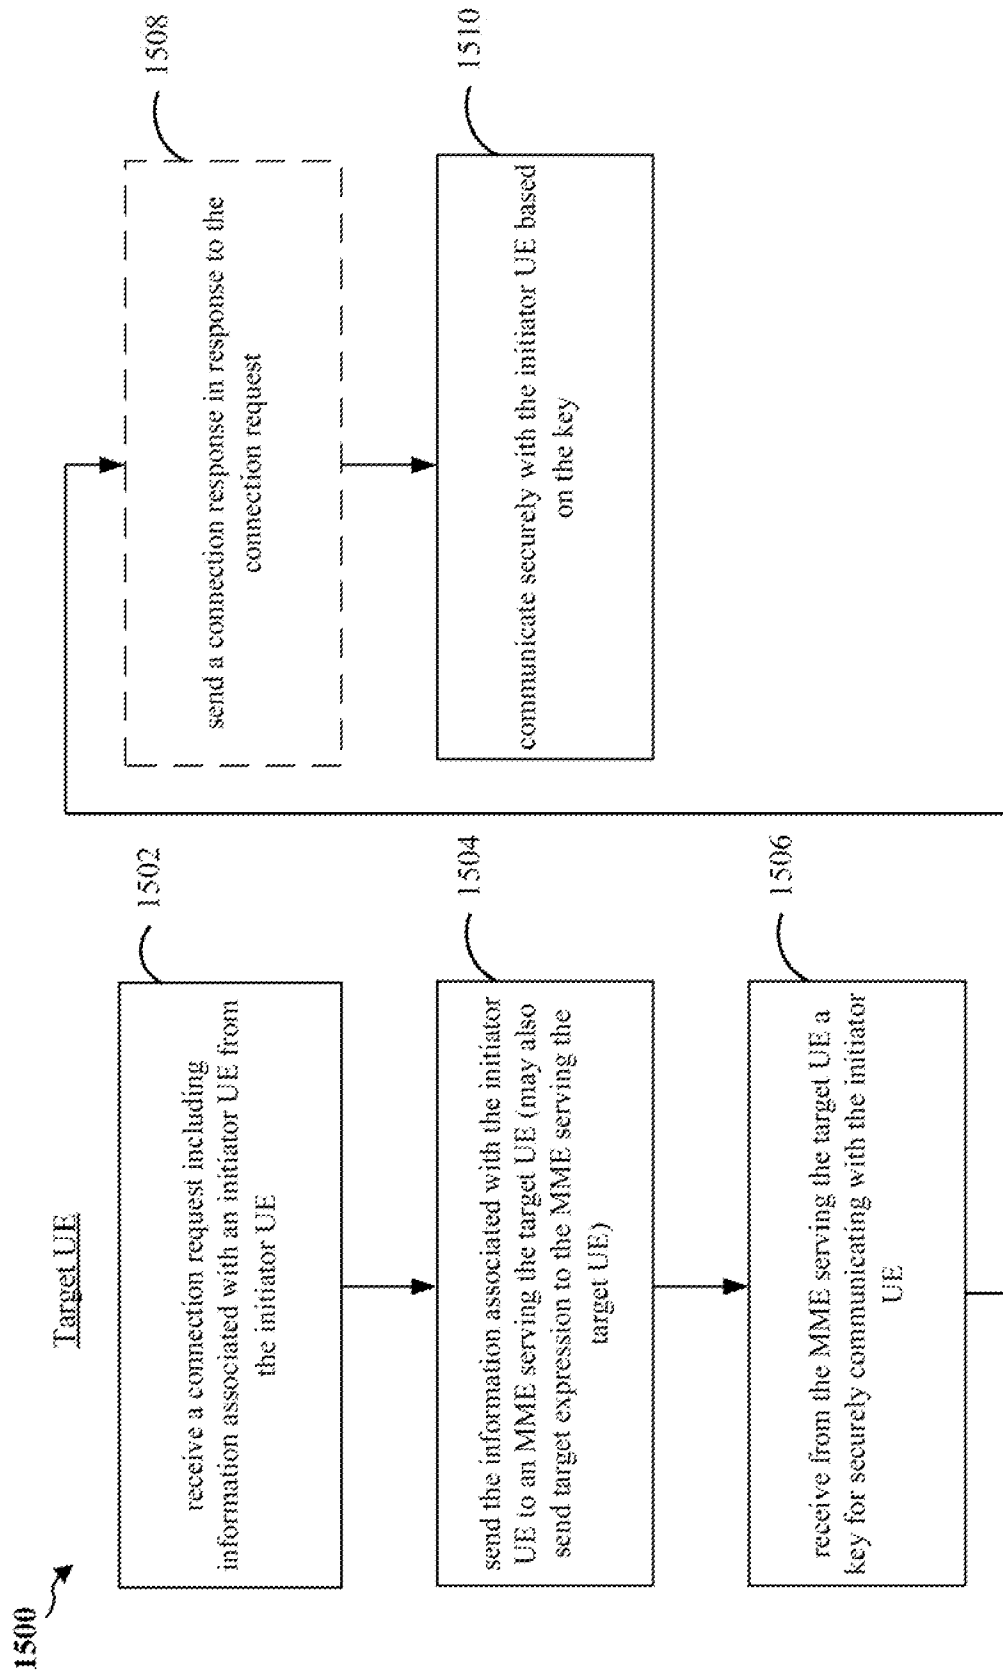 1500
Target UE
receive a connection request including
information associated with an initiator UE from
the initiator UE
1502
send the information associated with the initiator
UE to an MME serving the target UE (may also
send target expression to the MME serving the
target UE)
1504
receive from the MME serving the target UE a
key for securely communicating with the initiator
UE
1506
send a connection response in response to the
connection request
1508
communicate securely with the initiator UE based
on the key
1510